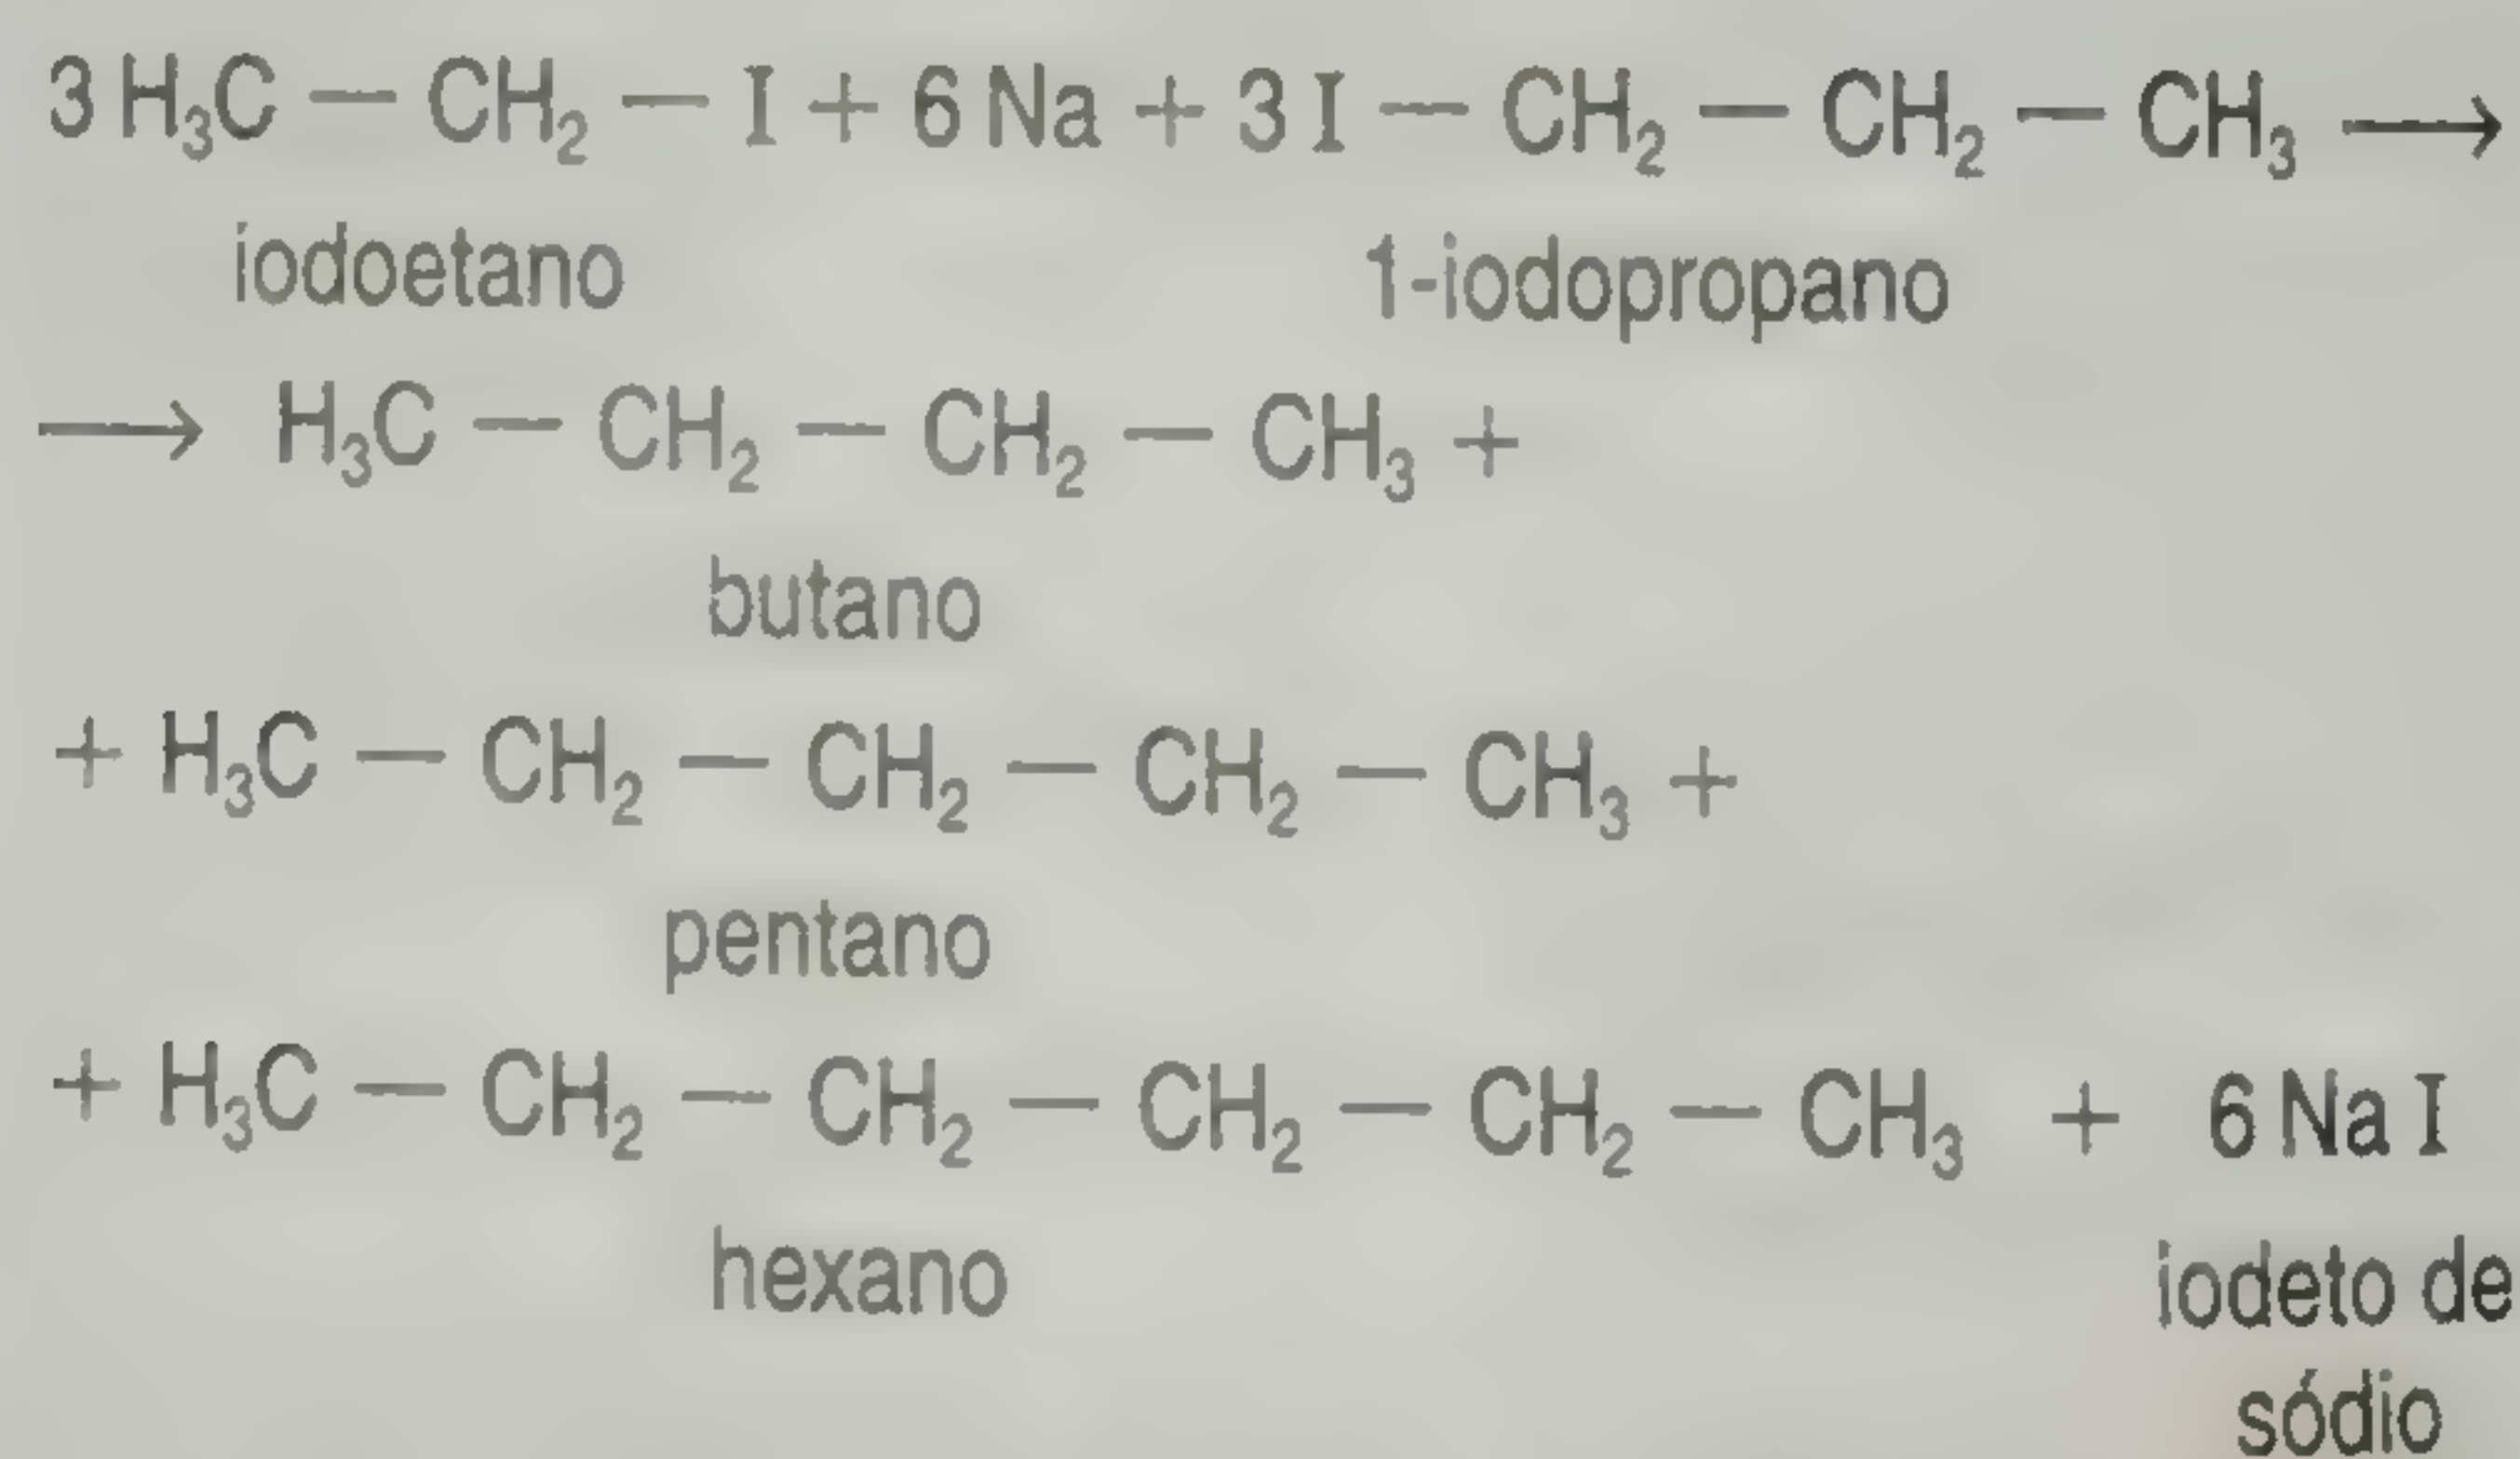 3 H₃C — CH₂ — I + 6 Na + 3 I — CH₂ — CH₂ — CH₃ ⟶
iodoetano 1-iodopropano
⟶ H₃C — CH₂ — CH₂ — CH₃ +
butano
+ H₃C — CH₂ — CH₂ — CH₂ — CH₃ +
pentano
+ H₃C — CH₂ — CH₂ — CH₂ — CH₂ — CH₃ + 6 Na I
hexano iodeto de
sódio